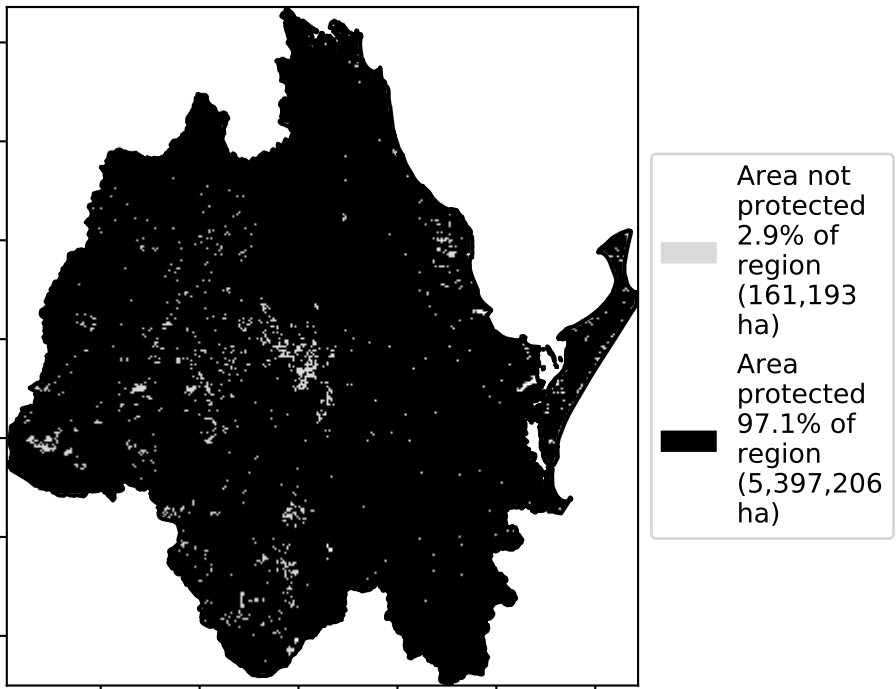 Area not
protected
2.9% of
region
(161,193
ha)
Area
protected
97.1% of
region
(5,397,206
ha)